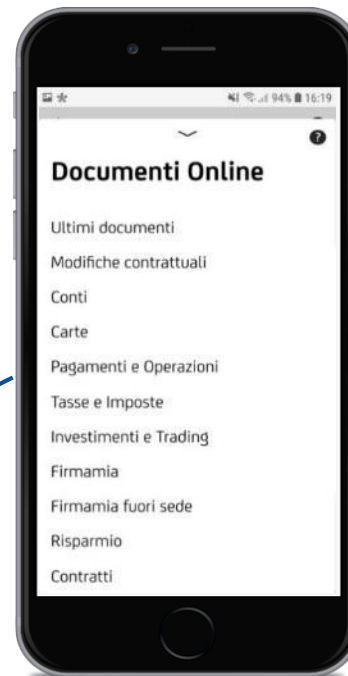 94% 16:19
?
Documenti Online
Ultimi documenti
Modifiche contrattuali
Conti
Carte
Pagamenti e Operazioni
Tasse e Imposte
Investimenti e Trading
Firmamia
Firmamia fuori sede
Risparmio
Contratti